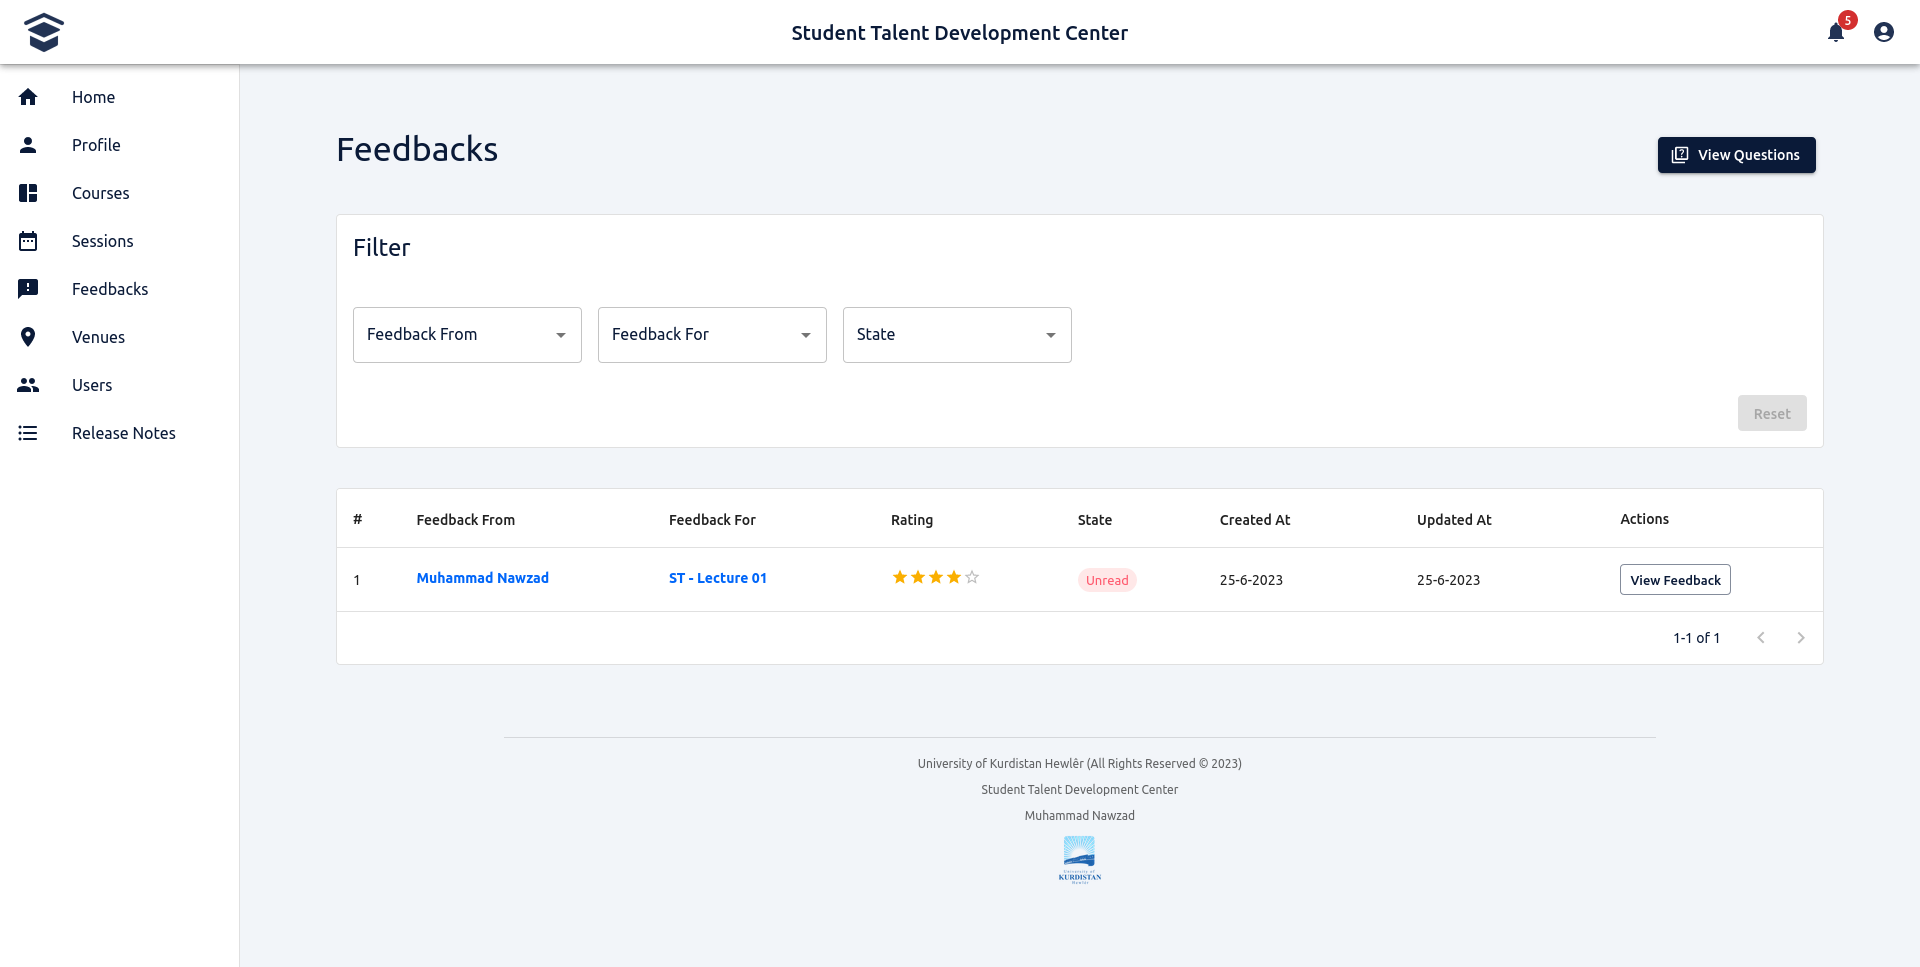 Student Talent Development Center
5
Home
Profile
Courses
Sessions
Feedbacks
Venues
Users
Release Notes
Feedbacks
View Questions
Filter
Feedback From
Feedback For
State
Reset
# Feedback From Feedback For Rating State Created At Updated At Actions
1 Muhammad Nawzad ST - Lecture 01 Unread 25-6-2023 25-6-2023 View Feedback
1-1 of 1
University of Kurdistan Hewlêr (All Rights Reserved © 2023)
Student Talent Development Center
Muhammad Nawzad
University of
KURDISTAN
Hewlêr